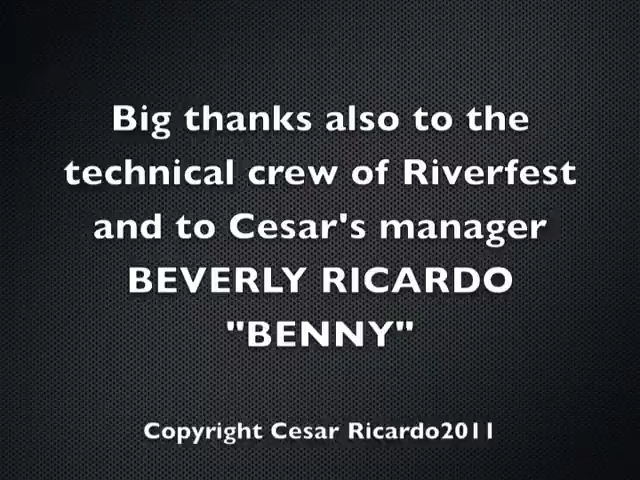 Big thanks also to the
technical crew of Riverfest
and to Cesar's manager
BEVERLY RICARDO
"BENNY"
Copyright Cesar Ricardo2011